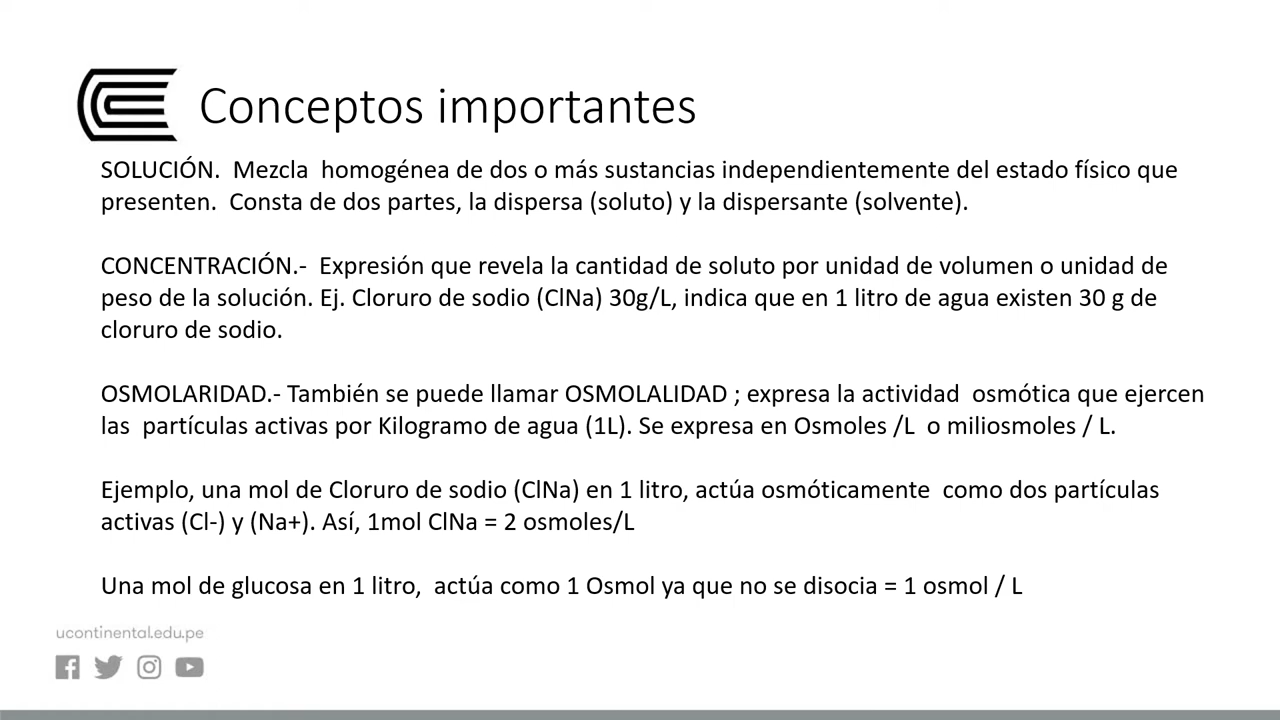 Conceptos importantes
SOLUCIÓN. Mezcla homogénea de dos o más sustancias independientemente del estado físico que
presenten. Consta de dos partes, la dispersa (soluto) y la dispersante (solvente).
CONCENTRACIÓN.- Expresión que revela la cantidad de soluto por unidad de volumen o unidad de
peso de la solución. Ej. Cloruro de sodio (ClNa) 30g/L, indica que en 1 litro de agua existen 30 g de
cloruro de sodio.
OSMOLARIDAD.- También se puede llamar OSMOLALIDAD ; expresa la actividad osmótica que ejercen
las partículas activas por Kilogramo de agua (1L). Se expresa en Osmoles /L o miliosmoles / L.
Ejemplo, una mol de Cloruro de sodio (ClNa) en 1 litro, actúa osmóticamente como dos partículas
activas (Cl-) y (Na+). Así, 1mol ClNa = 2 osmoles/L
Una mol de glucosa en 1 litro, actúa como 1 Osmol ya que no se disocia = 1 osmol / L
ucontinental.edu.pe